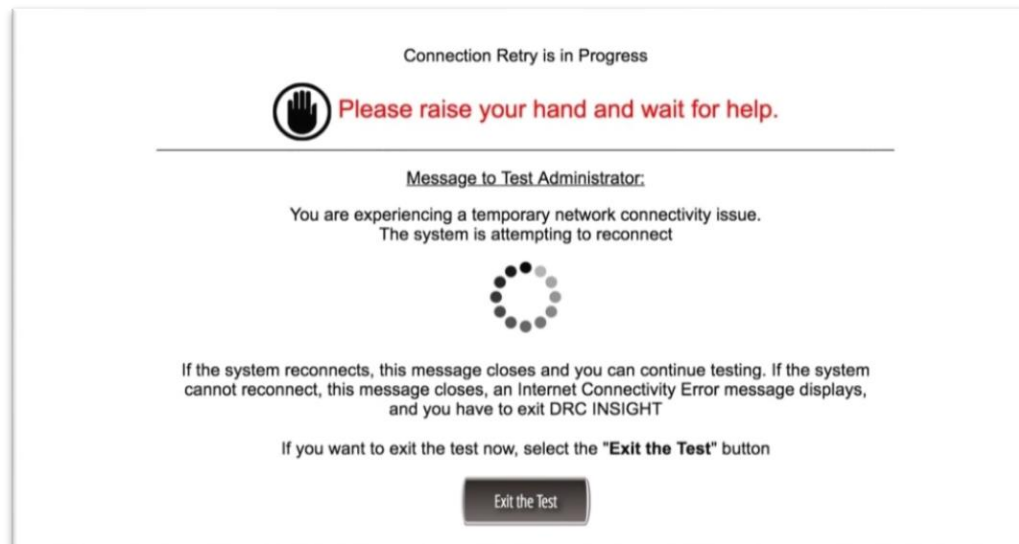 Connection Retry is in Progress
Please raise your hand and wait for help.
Message to Test Administrator:
You are experiencing a temporary network connectivity issue.
The system is attempting to reconnect
If the system reconnects, this message closes and you can continue testing. If the system
cannot reconnect, this message closes, an Internet Connectivity Error message displays,
and you have to exit DRC INSIGHT
If you want to exit the test now, select the "Exit the Test" button
Exit the Test